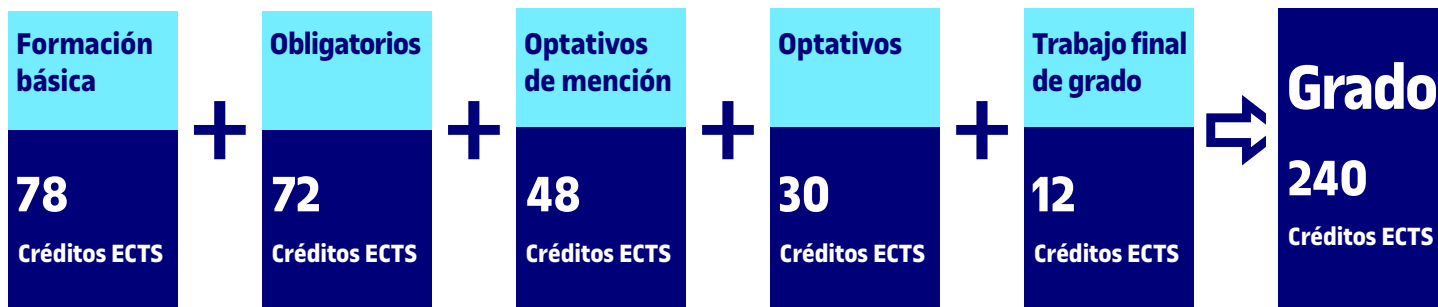 Formación
básica
78
Créditos ECTS
+
Obligatorios
72
Créditos ECTS
+
Optativos
de mención
48
Créditos ECTS
+
Optativos
30
Créditos ECTS
+
Trabajo final
de grado
12
Créditos ECTS
Grado
240
Créditos ECTS